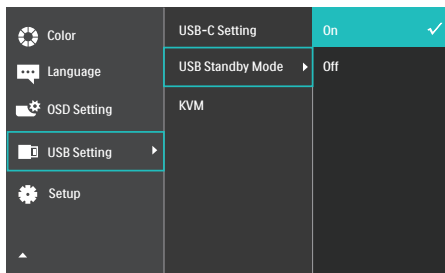 Color
Language
OSD Setting
USB Setting
Setup
USB-C Setting
USB Standby Mode
KVM
On
Off